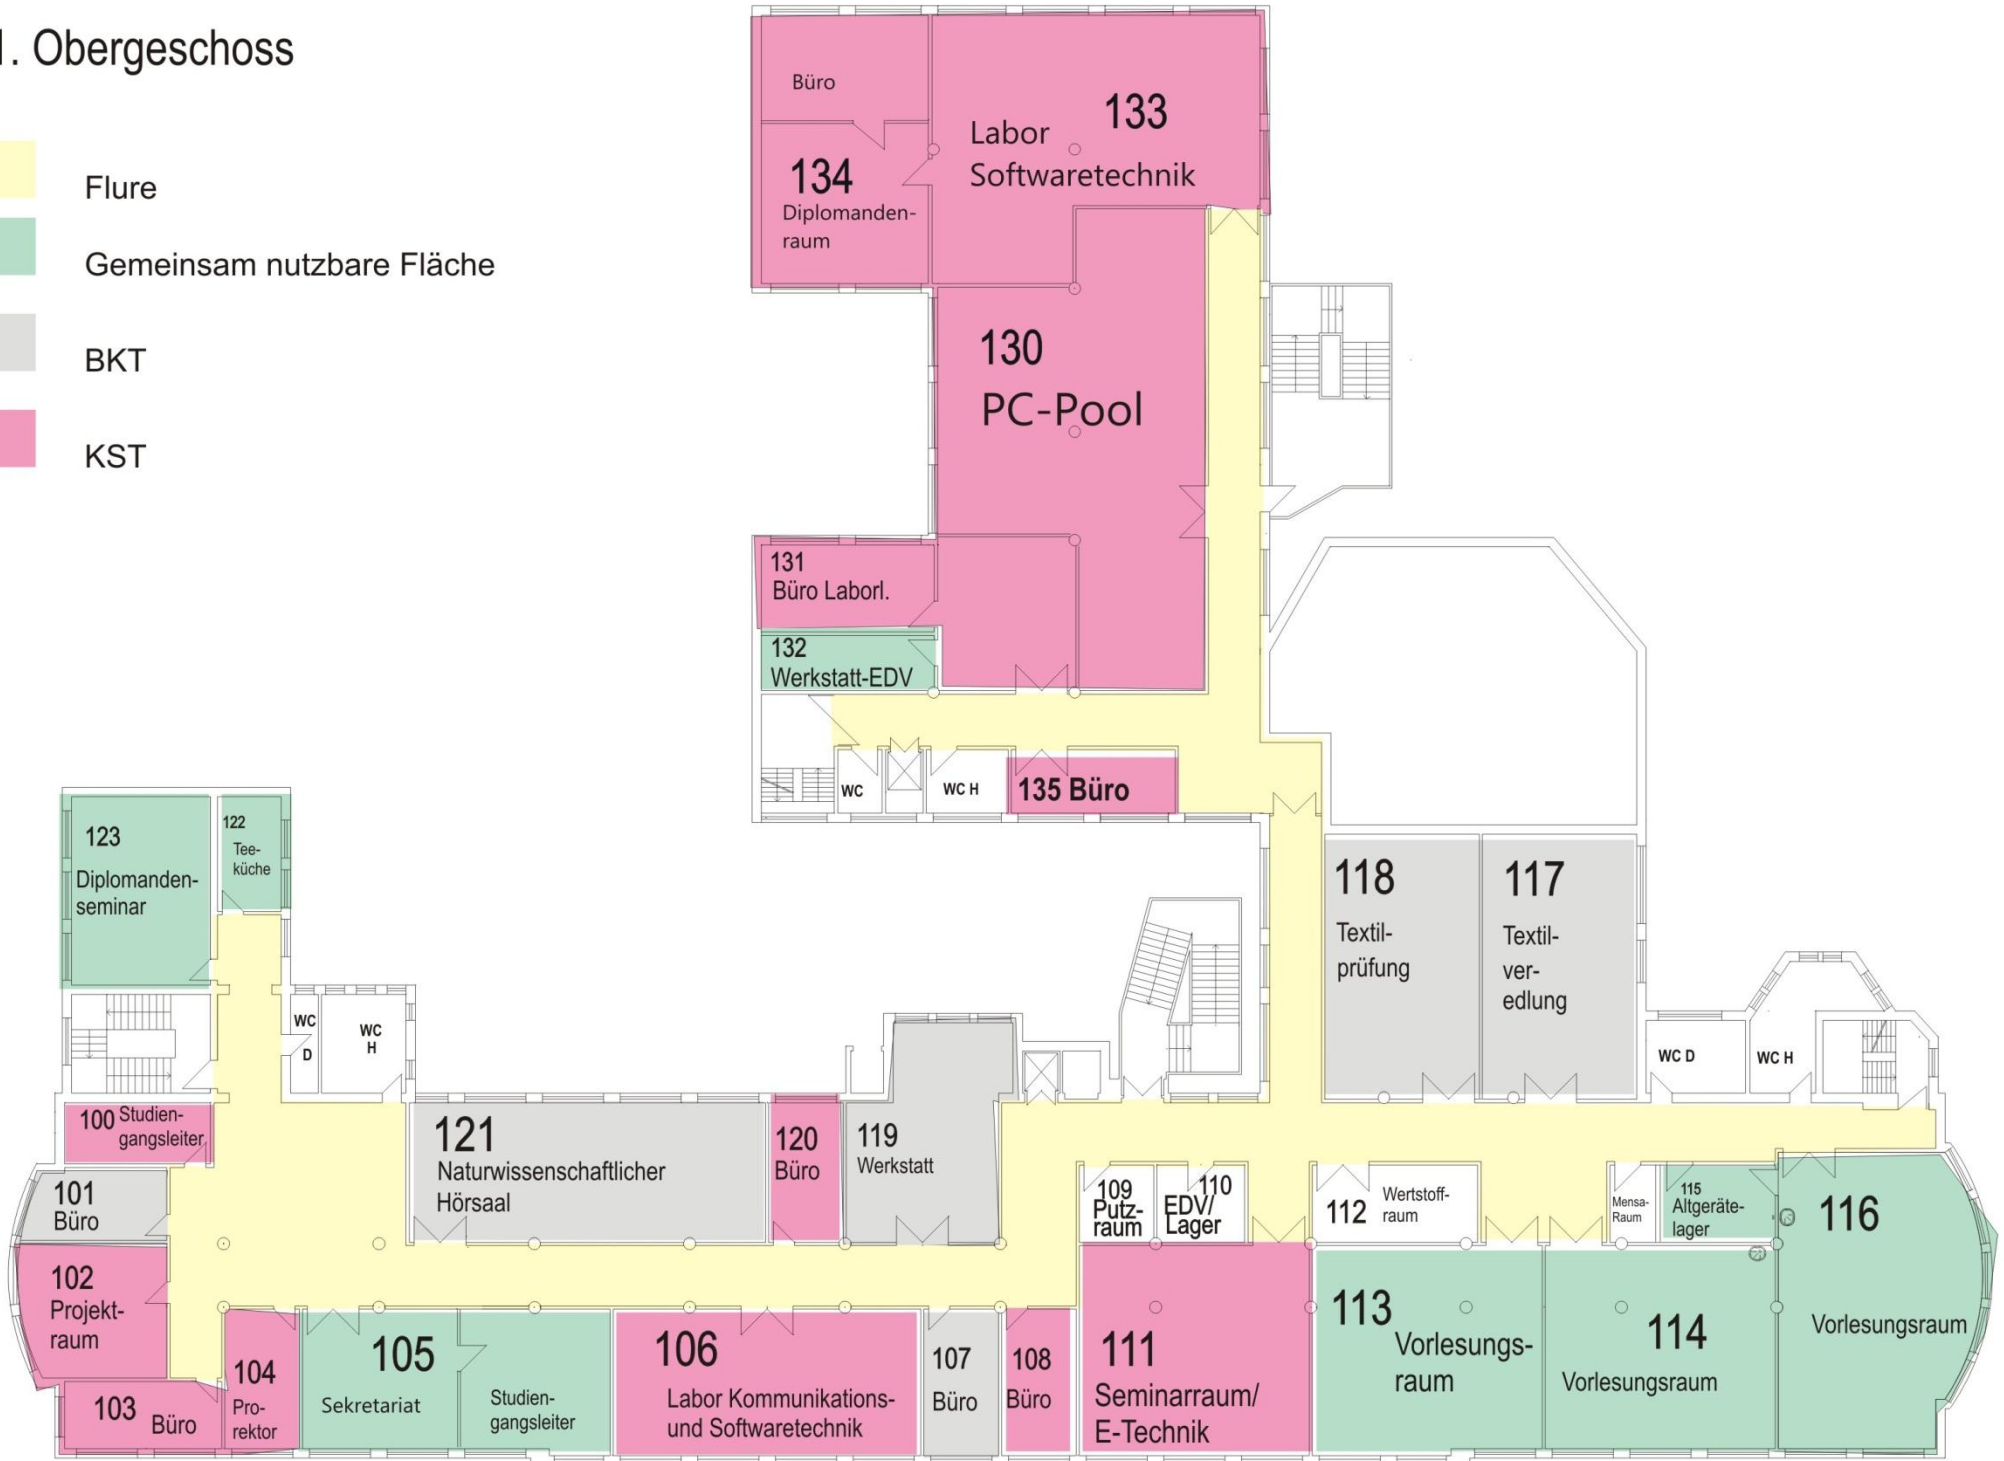 1. Obergeschoss
Flure
Gemeinsam nutzbare Fläche
BKT
KST
Büro
133
Labor
Softwaretechnik
134
Diplomanden-
raum
130
PC-Pool
131
Büro Laborl.
132
Werkstatt-EDV
WC
WC H
135 Büro
123
Diplomanden-
seminar
122
Tee-
küche
118
Textil-
prüfung
117
Textil-
ver-
edlung
WC
D
WC
H
WC D
WC H
100 Studien-
gangsleiter
121
Naturwissenschaftlicher
Hörsaal
120
Büro
119
Werkstatt
101
Büro
109
Putz-
raum
110
EDV/
Lager
112 Wertstoff-
raum
Mensa-
Raum
115
Altgeräte-
lager
116
Vorlesungsraum
102
Projekt-
raum
103 Büro
104
Pro-
rektor
105
Sekretariat
Studien-
gangsleiter
106
Labor Kommunikations-
und Softwaretechnik
107
Büro
108
Büro
111
Seminarraum/
E-Technik
113
Vorlesungs-
raum
114
Vorlesungsraum